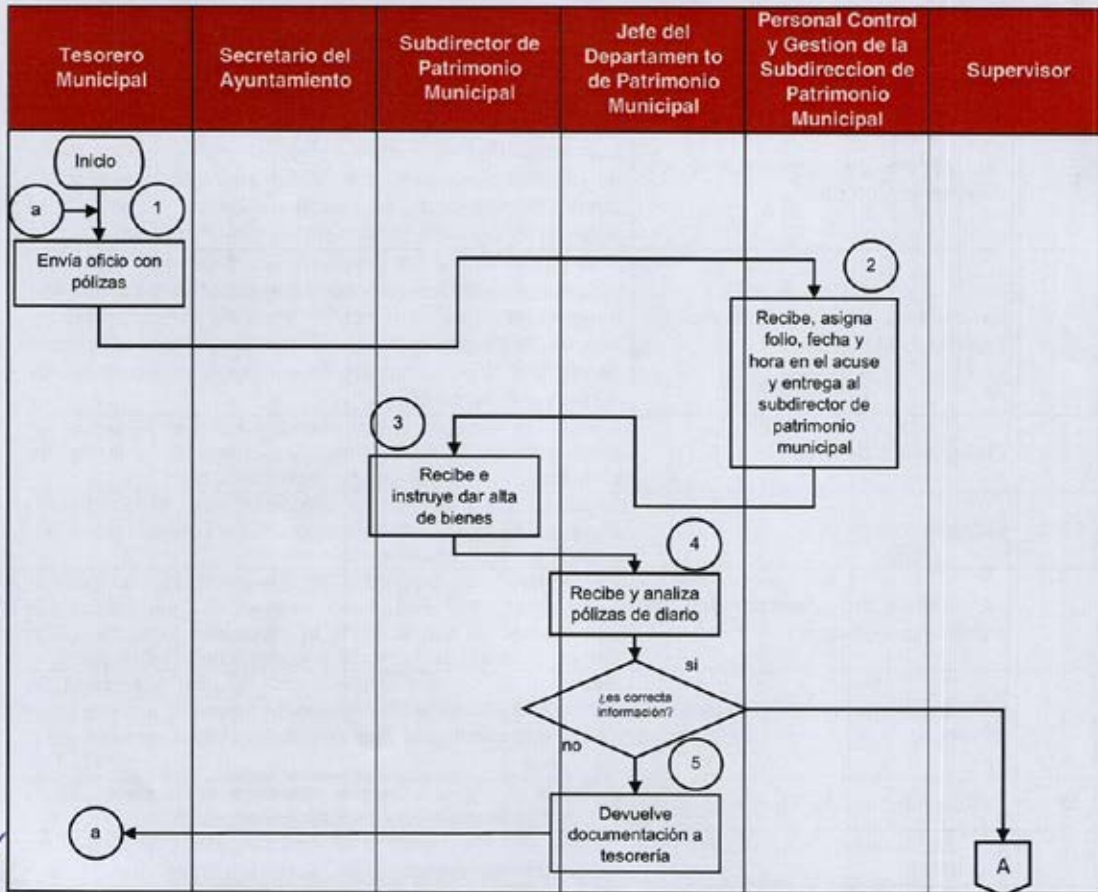 Tesorero
Municipal
Secretario del
Ayuntamiento
Subdirector de
Patrimonio
Municipal
Jefe del
Departamen to
de Patrimonio
Municipal
Personal Control
y Gestion de la
Subdireccion de
Patrimonio
Municipal
Supervisor
Inicio
a
1
Envía oficio con
pólizas
2
Recibe, asigna
folio, fecha y
hora en el acuse
y entrega al
subdirector de
patrimonio
municipal
3
Recibe e
instruye dar alta
de bienes
4
Recibe y analiza
pólizas de diario
si
¿es correcta
información?
no
5
Devuelve
documentación a
tesorería
a
A